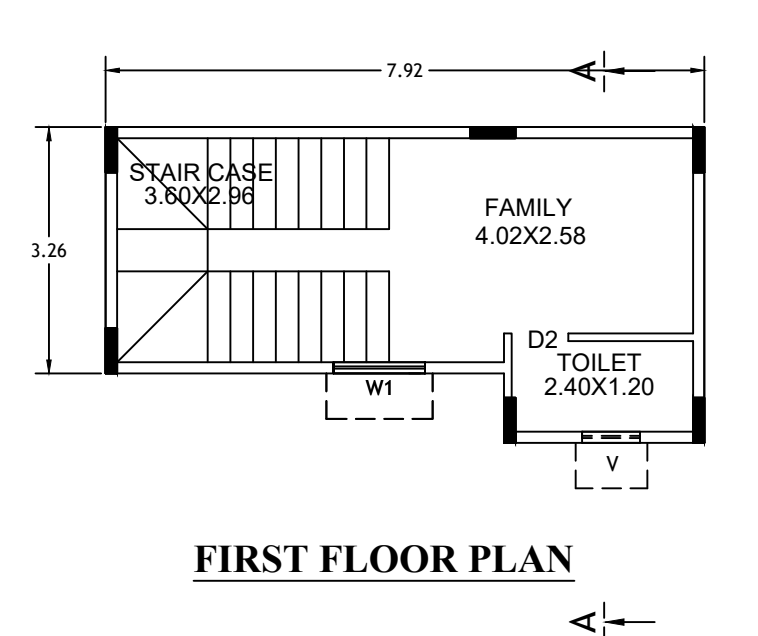 7.92
A
STAIR CASE
3.60X2.96
FAMILY
4.02X2.58
3.26
D2
TOILET
2.40X1.20
W1
V
FIRST FLOOR PLAN
A